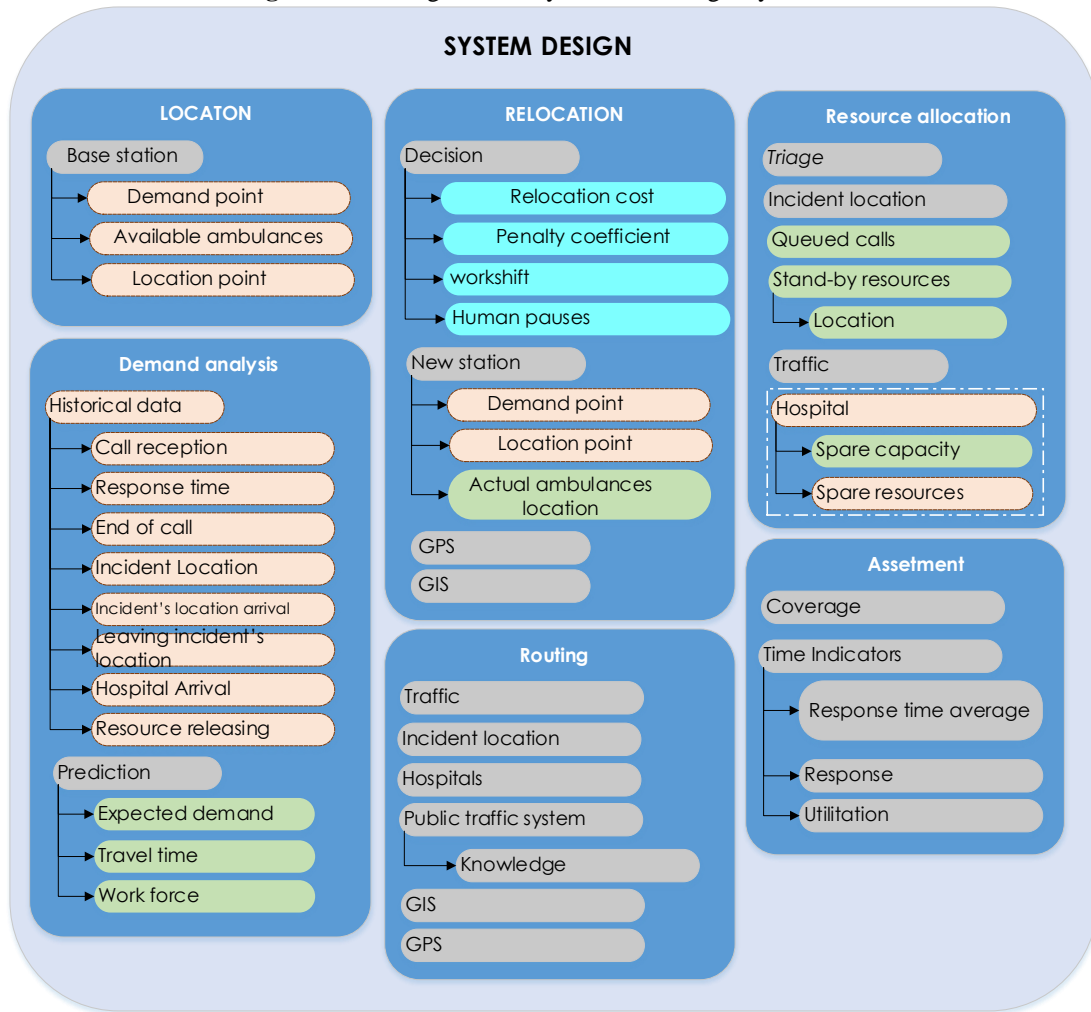 SYSTEM DESIGN
LOCATON
Base station
Demand point
Available ambulances
Location point
Demand analysis
Historical data
Call reception
Response time
End of call
Incident Location
Incident's location arrival
Leaving incident's
location
Hospital Arrival
Resource releasing
Prediction
Expected demand
Travel time
Work force
RELOCATION
Decision
Relocation cost
Penalty coefficient
workshift
Human pauses
New station
Demand point
Location point
Actual ambulances
location
GPS
GIS
Routing
Traffic
Incident location
Hospitals
Public traffic system
Knowledge
GIS
GPS
Resource allocation
Triage
Incident location
Queued calls
Stand-by resources
Location
Traffic
Hospital
Spare capacity
Spare resources
Assetment
Coverage
Time Indicators
Response time average
Response
Utilitation